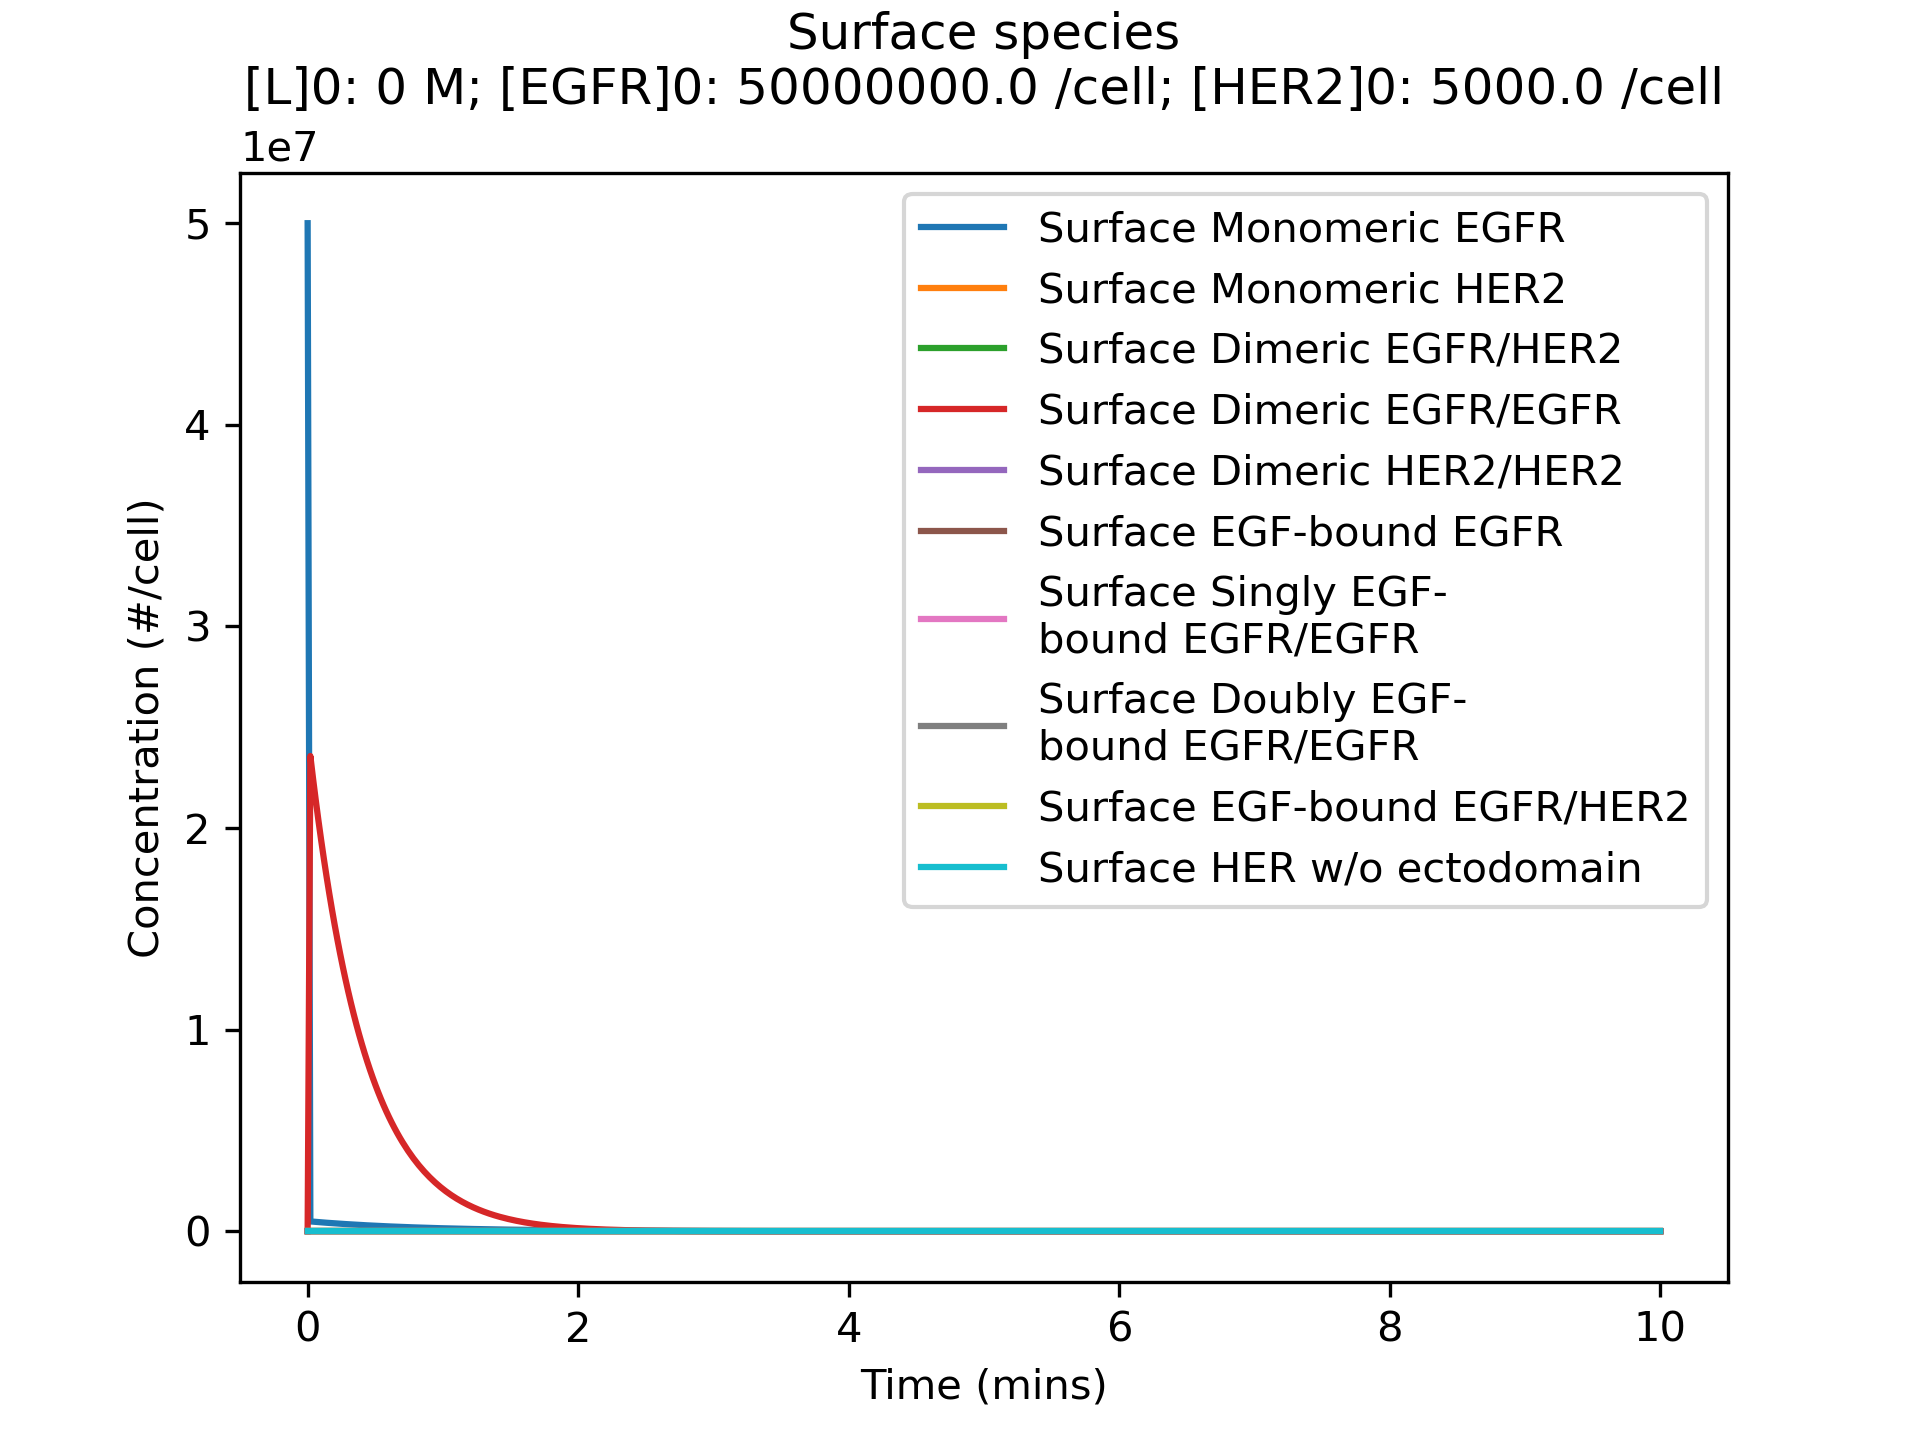 Surface species
[L]0: 0 M; [EGFR]0: 50000000.0 /cell; [HER2]0: 5000.0 /cell
1e7
5
4
3
2
1
0
Concentration (#/cell)
Surface Monomeric EGFR
Surface Monomeric HER2
Surface Dimeric EGFR/HER2
Surface Dimeric EGFR/EGFR
Surface Dimeric HER2/HER2
Surface EGF-bound EGFR
Surface Singly EGF-
bound EGFR/EGFR
Surface Doubly EGF-
bound EGFR/EGFR
Surface EGF-bound EGFR/HER2
Surface HER w/o ectodomain
0 2 4 6 8 10
Time (mins)